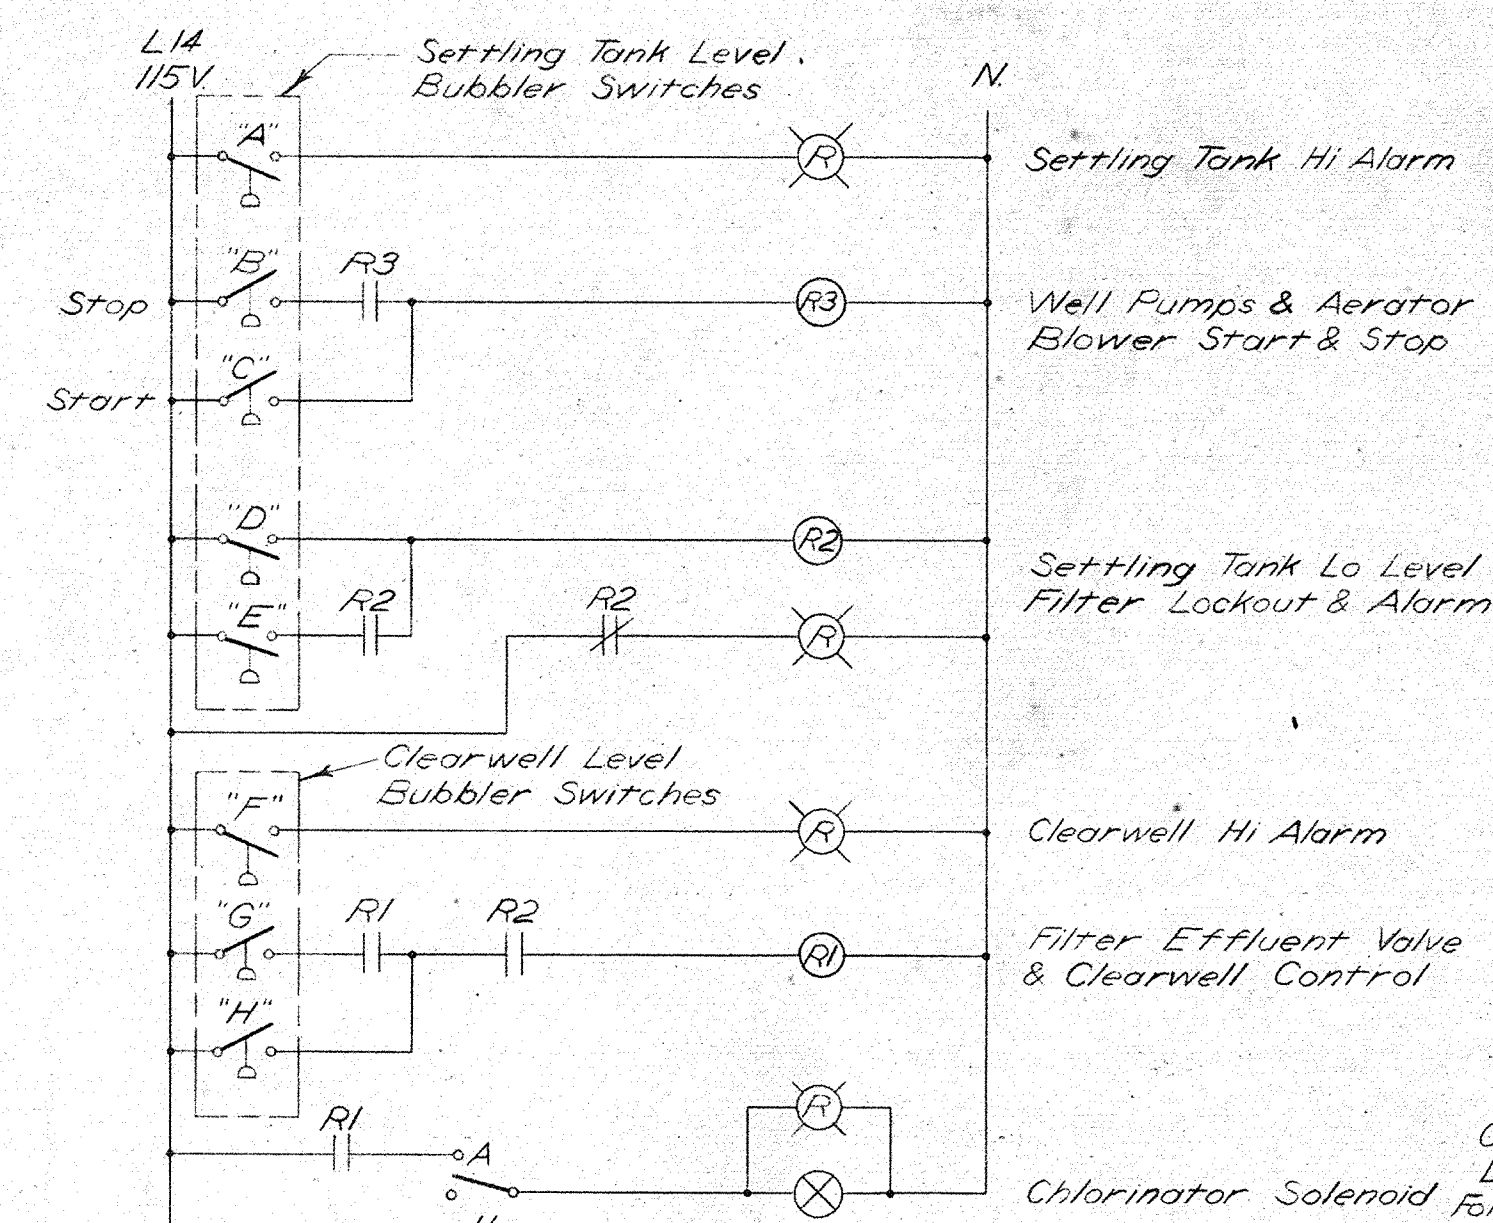 L14
115V.
Settling Tank Level.
Bubbler Switches
N.
"A"
R
Settling Tank Hi Alarm
"B"
R3
Stop
R3
Well Pumps & Aerator
Blower Start & Stop
"C"
Start
"D"
R2
Settling Tank Lo Level
Filter Lockout & Alarm
"E"
R2
R2
R
Clearwell Level
Bubbler Switches
"F"
R
Clearwell Hi Alarm
"G"
R1
R2
R1
Filter Effluent Valve
& Clearwell Control
"H"
R
R1
A
Chlorinator Solenoid